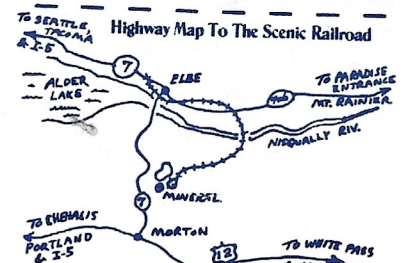 Highway Map To The Scenic Railroad
TO SEATTLE,
TACOMA
& I-5
7
ELBE
ALDER
LAKE
TO PARADISE
ENTRANCE
MT. RAINIER
NISQUALLY RIV.
MINERAL
7
TO CHEHALIS
PORTLAND
& I-5
MORTON
12
TO WHITE PASS